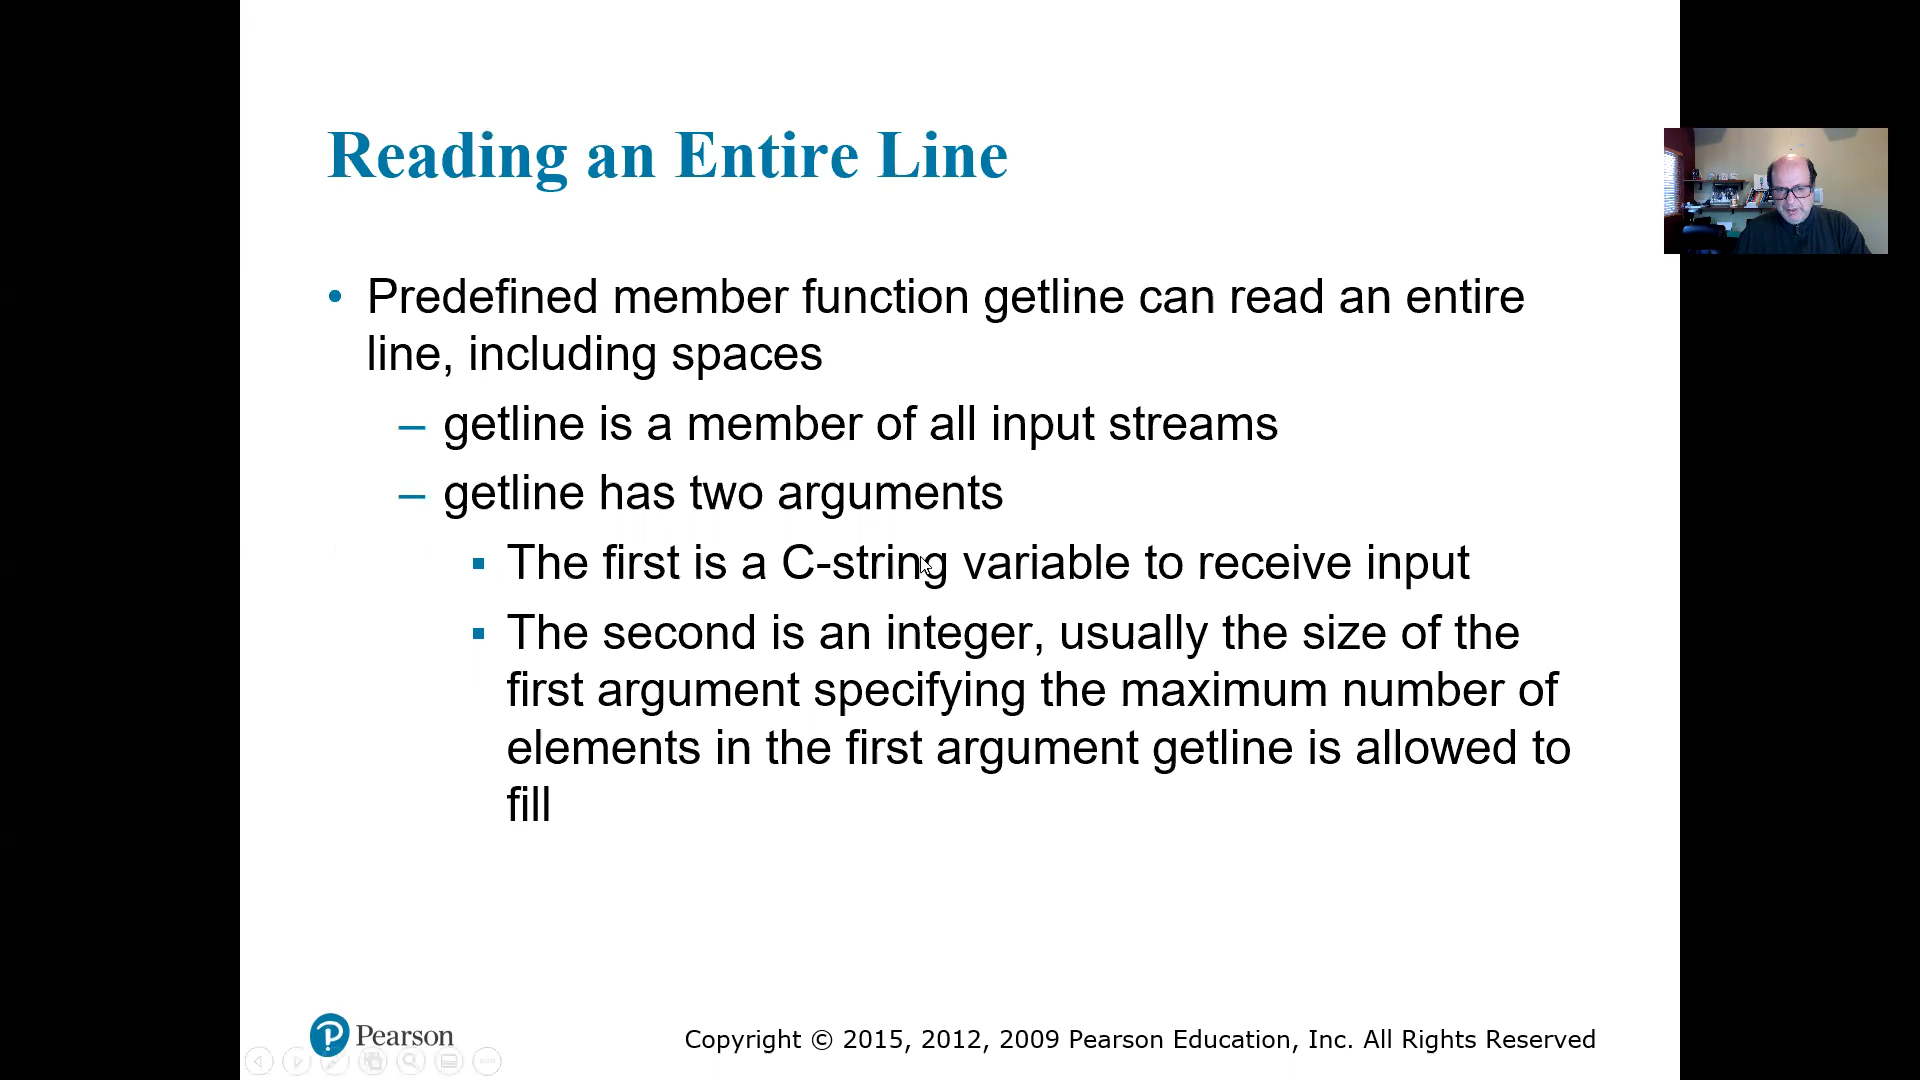 Reading an Entire Line
• Predefined member function getline can read an entire
line, including spaces
– getline is a member of all input streams
– getline has two arguments
▪ The first is a C-string variable to receive input
▪ The second is an integer, usually the size of the
first argument specifying the maximum number of
elements in the first argument getline is allowed to
fill
Pearson
Copyright © 2015, 2012, 2009 Pearson Education, Inc. All Rights Reserved